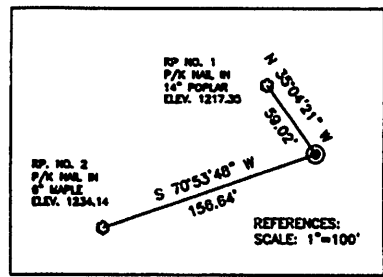 RP NO. 1
P/K NAIL IN
14" POPLAR
ELEV. 1217.35
N 35°04'21" W
59.02'
RP. NO. 2
P/K NAIL IN
6" MAPLE
ELEV. 1234.14
S 70°53'48" W
156.64'
REFERENCES:
SCALE: 1"=100'